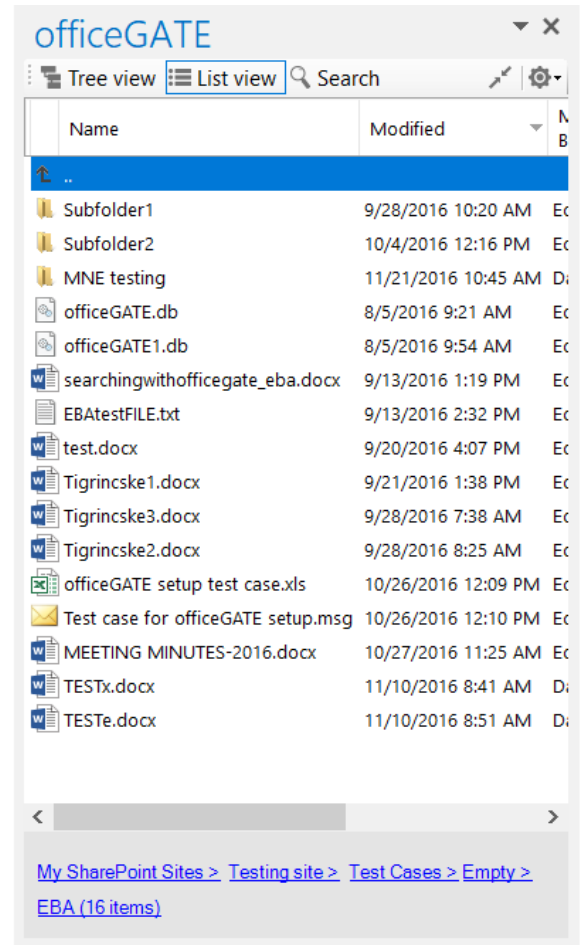 officeGATE
Tree view List view Search
Name Modified
..
Subfolder1 9/28/2016 10:20 AM
Subfolder2 10/4/2016 12:16 PM
MNE testing 11/21/2016 10:45 AM
officeGATE.db 8/5/2016 9:21 AM
officeGATE1.db 8/5/2016 9:54 AM
searchingwithofficegate_eba.docx 9/13/2016 1:19 PM
EBAtestFILE.txt 9/13/2016 2:32 PM
test.docx 9/20/2016 4:07 PM
Tigrincske1.docx 9/21/2016 1:38 PM
Tigrincske3.docx 9/28/2016 7:38 AM
Tigrincske2.docx 9/28/2016 8:25 AM
officeGATE setup test case.xls 10/26/2016 12:09 PM
Test case for officeGATE setup.msg 10/26/2016 12:10 PM
MEETING MINUTES-2016.docx 10/27/2016 11:25 AM
TESTx.docx 11/10/2016 8:41 AM
TESTe.docx 11/10/2016 8:51 AM
My SharePoint Sites > Testing site > Test Cases > Empty >
EBA (16 items)